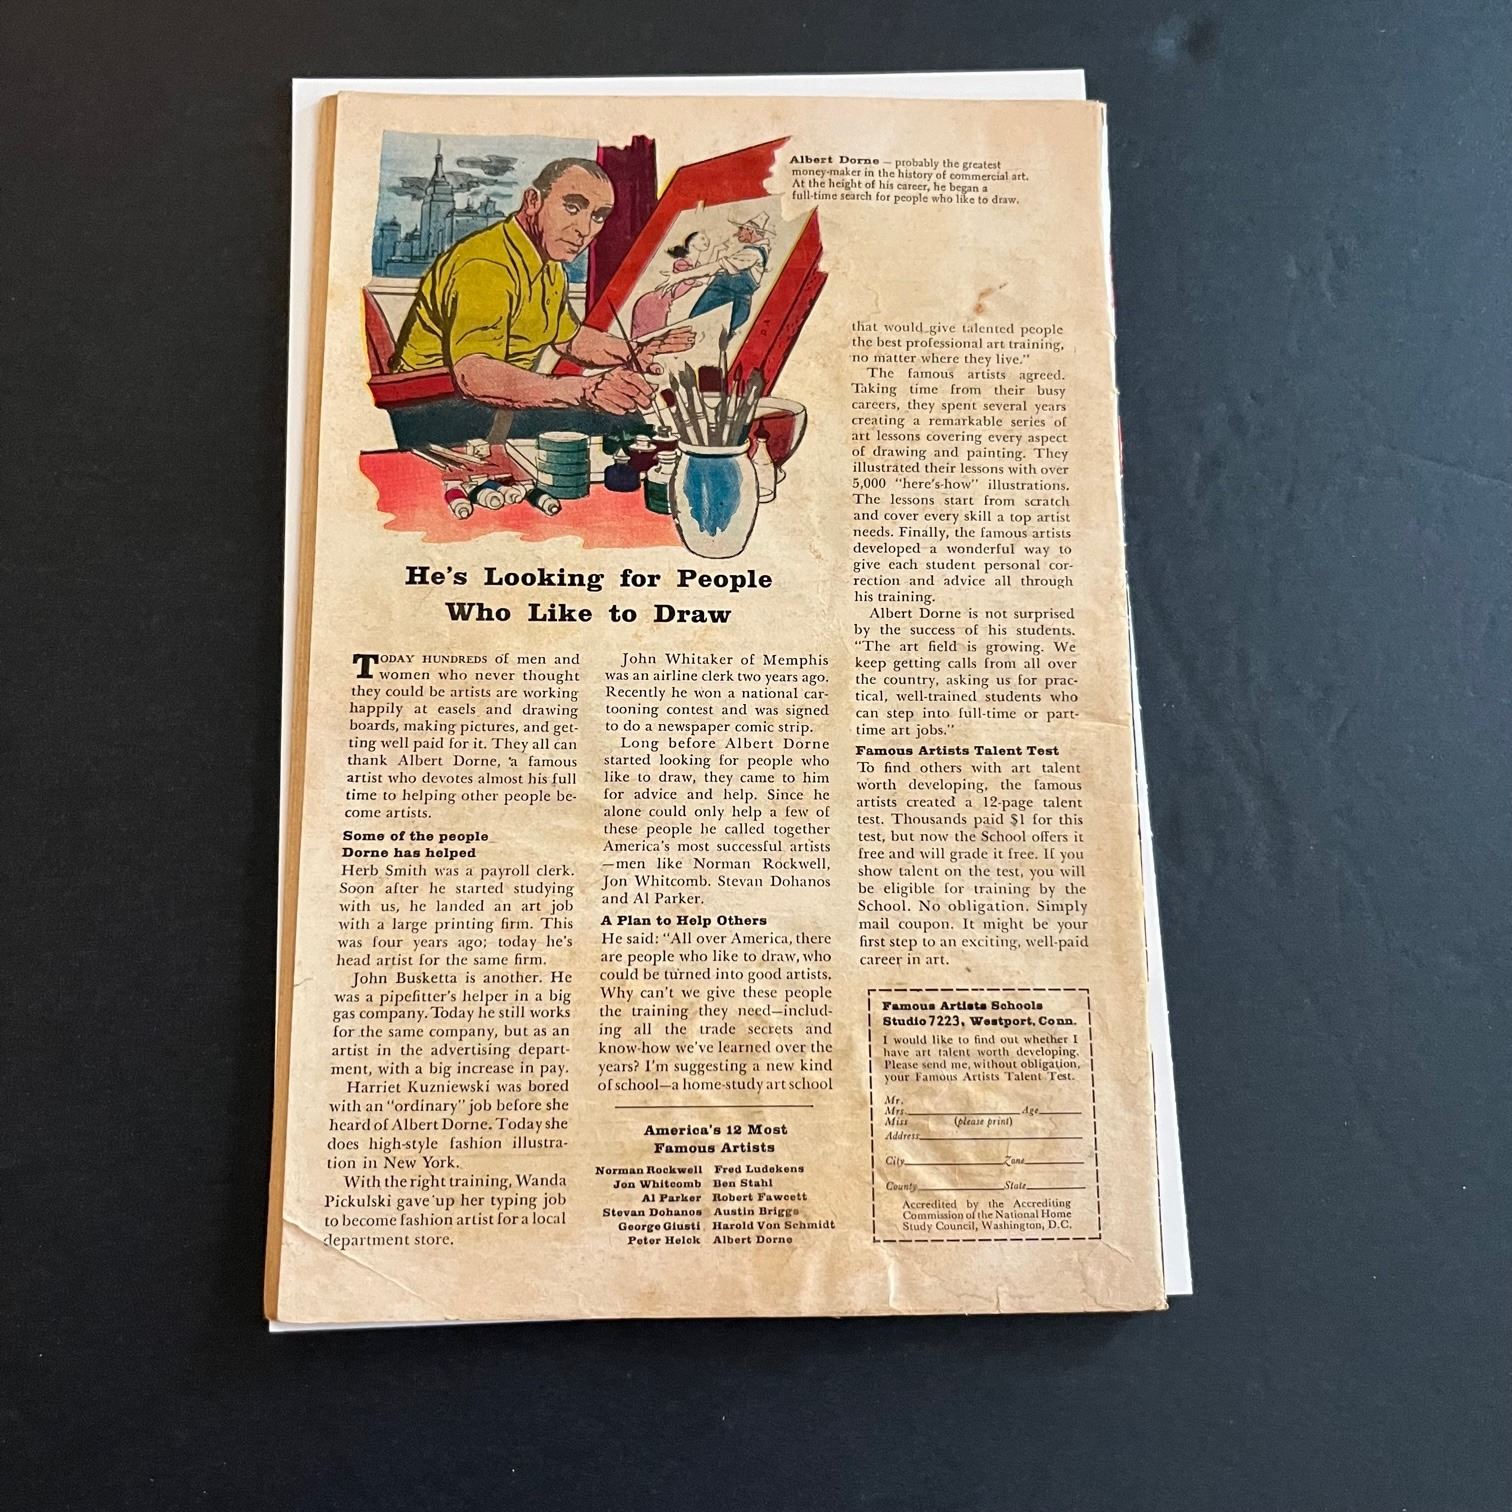 Albert Dorne — probably the greatest
money-maker in the history of commercial art.
At the height of his career, he began a
full-time search for people who like to draw.
He's Looking for People
Who Like to Draw
TODAY HUNDREDS of men and
women who never thought
they could be artists are working
happily at easels and drawing
boards, making pictures, and get-
ting well paid for it. They all can
thank Albert Dorne, a famous
artist who devotes almost his full
time to helping other people be-
come artists.
Some of the people
Dorne has helped
Herb Smith was a payroll clerk.
Soon after he started studying
with us, he landed an art job
with a large printing firm. This
was four years ago; today he's
head artist for the same firm.
John Busketta is another. He
was a pipefitter's helper in a big
gas company. Today he still works
for the same company, but as an
artist in the advertising depart-
ment, with a big increase in pay.
Harriet Kuzniewski was bored
with an "ordinary" job before she
heard of Albert Dorne. Today she
does high-style fashion illustra-
tion in New York.
With the right training, Wanda
Pickulski gave up her typing job
to become fashion artist for a local
department store.
John Whitaker of Memphis
was an airline clerk two years ago.
Recently he won a national car-
tooning contest and was signed
to do a newspaper comic strip.
Long before Albert Dorne
started looking for people who
like to draw, they came to him
for advice and help. Since he
alone could only help a few of
these people he called together
America's most successful artists
—men like Norman Rockwell,
Jon Whitcomb. Stevan Dohanos
and Al Parker.
A Plan to Help Others
He said: "All over America, there
are people who like to draw, who
could be turned into good artists.
Why can't we give these people
the training they need—includ-
ing all the trade secrets and
know-how we've learned over the
years? I'm suggesting a new kind
of school—a home-study art school
America's 12 Most
Famous Artists
Norman Rockwell Fred Ludekens
Jon Whitcomb Ben Stahl
Al Parker Robert Fawcett
Stevan Dohanos Austin Briggs
George Giusti Harold Von Schmidt
Peter Helck Albert Dorne
that would give talented people
the best professional art training,
no matter where they live."
The famous artists agreed.
Taking time from their busy
careers, they spent several years
creating a remarkable series of
art lessons covering every aspect
of drawing and painting. They
illustrated their lessons with over
5,000 "here's-how" illustrations.
The lessons start from scratch
and cover every skill a top artist
needs. Finally, the famous artists
developed a wonderful way to
give each student personal cor-
rection and advice all through
his training.
Albert Dorne is not surprised
by the success of his students.
"The art field is growing. We
keep getting calls from all over
the country, asking us for prac-
tical, well-trained students who
can step into full-time or part-
time art jobs."
Famous Artists Talent Test
To find others with art talent
worth developing, the famous
artists created a 12-page talent
test. Thousands paid $1 for this
test, but now the School offers it
free and will grade it free. If you
show talent on the test, you will
be eligible for training by the
School. No obligation. Simply
mail coupon. It might be your
first step to an exciting, well-paid
career in art.
Famous Artists Schools
Studio 7223, Westport, Conn.
I would like to find out whether I
have art talent worth developing.
Please send me, without obligation,
your Famous Artists Talent Test.
Mr.
Mrs. Age
Miss (please print)
Address
City Zone
County State
Accredited by the Accrediting
Commission of the National Home
Study Council, Washington, D.C.